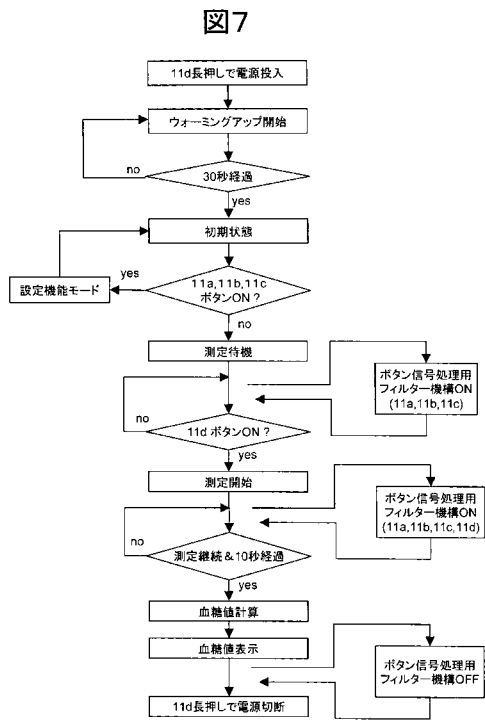 図7
11d長押しで電源投入
ウォーミングアップ開始
no
30秒経過
yes
初期状態
yes
設定機能モード
11a,11b,11c
ボタンON？
no
測定待機
ボタン信号処理用
フィルター機構ON
(11a,11b,11c)
no
11d ボタンON？
yes
測定開始
ボタン信号処理用
フィルター機構ON
(11a,11b,11c,11d)
no
測定継続&10秒経過
yes
血糖値計算
血糖値表示
ボタン信号処理用
フィルター機構OFF
11d長押しで電源切断